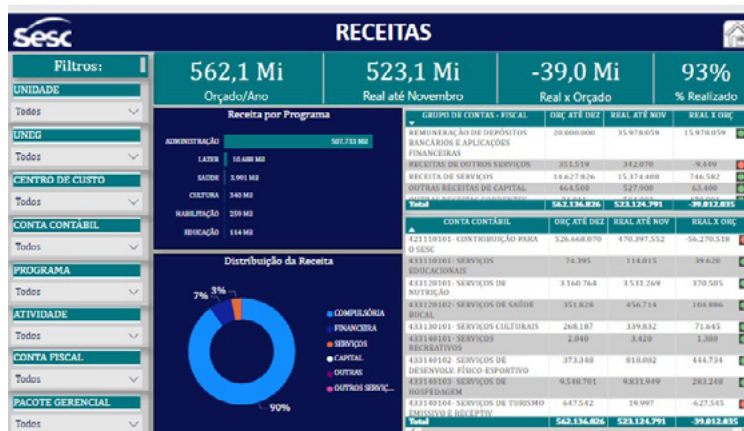 Sesc
RECEITAS
Filtros:
UNIDADE
Todos
UNEG
Todos
CENTRO DE CUSTO
Todos
CONTA CONTÁBIL
Todos
PROGRAMA
Todos
ATIVIDADE
Todos
CONTA FISCAL
Todos
PACOTE GERENCIAL
Todos
562,1 Mi
Orçado/Ano
523,1 Mi
Real até Novembro
-39,0 Mi
Real x Orçado
93%
% Realizado
Receita por Programa
ADMINISTRAÇÃO 507.733 Mil
LAZER 10.688 Mil
SAÚDE 3.991 Mil
CULTURA 340 Mil
HABILITAÇÃO 259 Mil
EDUCAÇÃO 114 Mil
Distribuição da Receita
7%
3%
90%
COMPULSÓRIA
FINANCEIRA
SERVIÇOS
CAPITAL
OUTRAS
OUTROS SERVIÇ...
GRUPO DE CONTAS - FISCAL ORÇ ATÉ DEZ REAL ATÉ NOV REAL X ORÇ
REMUNERAÇÃO DE DEPÓSITOS 20.000.000 35.978.059 15.978.059
BANCÁRIOS E APLICAÇÕES
FINANCEIRAS
RECEITAS DE OUTROS SERVIÇOS 351.519 342.070 -9.449
RECEITA DE SERVIÇOS 14.627.826 15.374.408 746.582
OUTRAS RECEITAS DE CAPITAL 464.500 527.900 63.400
OUTRAS RECEITAS CORRENTES
Total 562.136.826 523.124.791 -39.012.035
CONTA CONTÁBIL ORÇ ATÉ DEZ REAL ATÉ NOV REAL X ORÇ
421110101- CONTRIBUIÇÃO PARA 526.668.070 470.397.552 -56.270.518
O SESC
433110101- SERVIÇOS 74.395 114.015 39.620
EDUCACIONAIS
433120101- SERVIÇOS DE 3.160.764 3.531.269 370.505
NUTRIÇÃO
433120102- SERVIÇOS DE SAÚDE 351.828 456.714 104.886
BUCAL
433130101- SERVIÇOS CULTURAIS 268.187 339.832 71.645
433140101- SERVIÇOS 2.040 3.420 1.380
RECREATIVOS
433140102- SERVIÇOS DE 373.348 818.082 444.734
DESENVOLV. FÍSICO-ESPORTIVO
433140103- SERVIÇOS DE 9.548.701 9.831.949 283.248
HOSPEDAGEM
433140104- SERVIÇOS DE TURISMO 647.542 19.997 -627.545
EMISSIVO E RECEPTIV
Total 562.136.826 523.124.791 -39.012.035